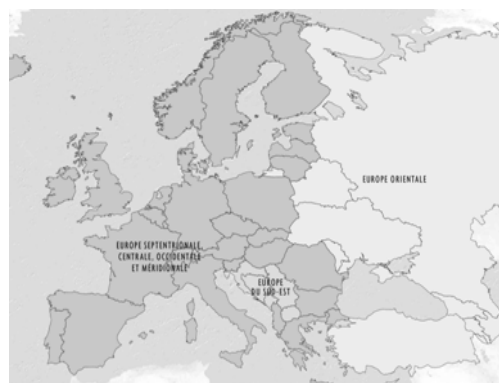 EUROPE ORIENTALE
EUROPE SEPTENTRIONALE,
CENTRALE, OCCIDENTALE
ET MÉRIDIONALE
EUROPE
DU SUD-EST